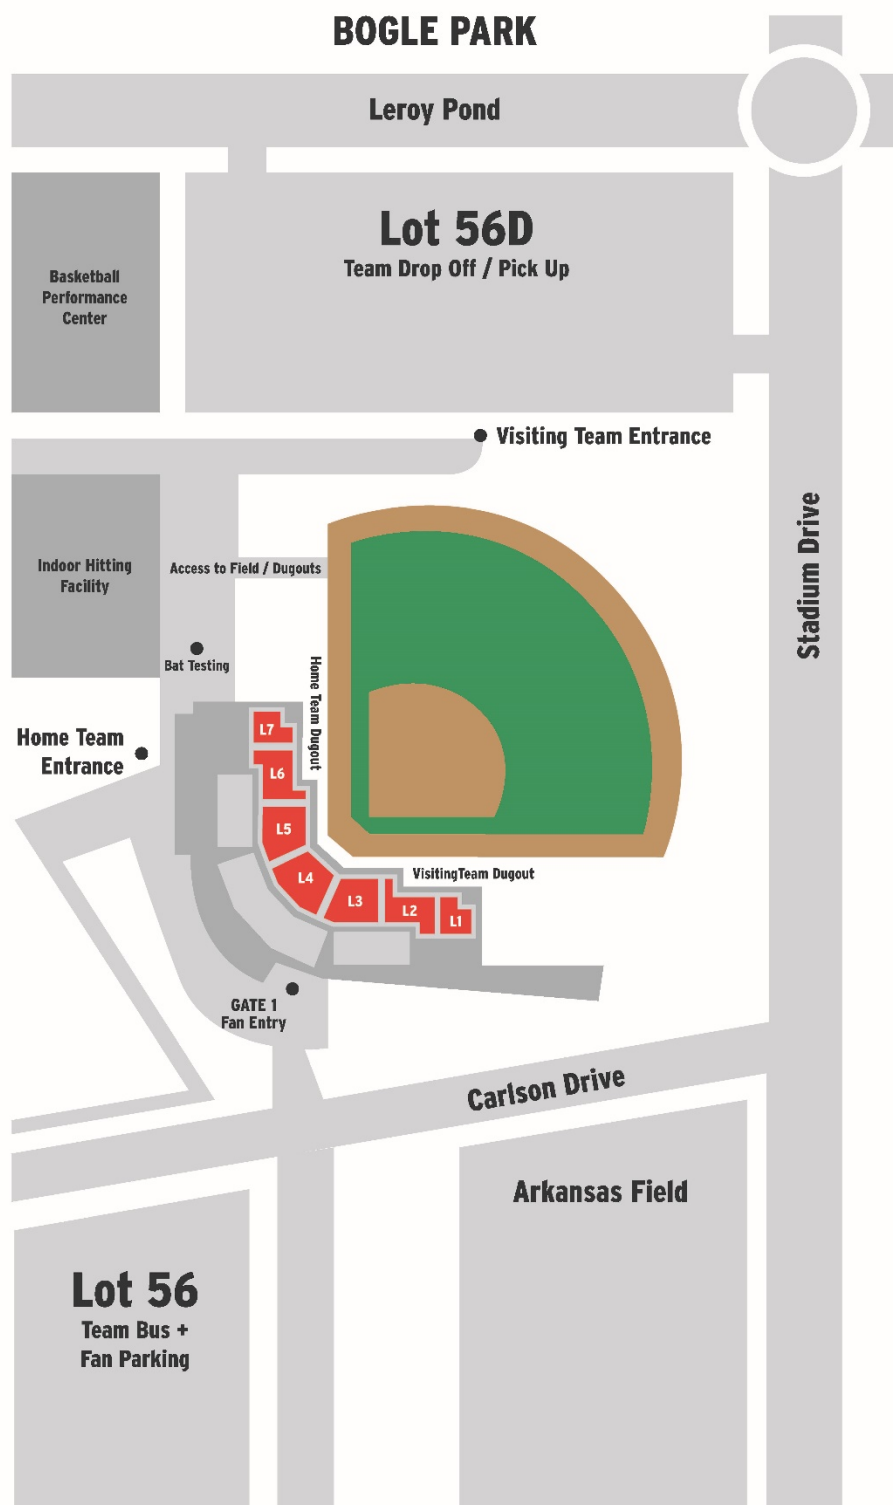 BOGLE PARK
Leroy Pond
Lot 56D
Team Drop Off / Pick Up
Basketball
Performance
Center
Visiting Team Entrance
Stadium Drive
Indoor Hitting
Facility
Access to Field / Dugouts
Bat Testing
Home Team Dugout
Home Team
Entrance
L7
L6
L5
L4
L3
L2
L1
VisitingTeam Dugout
GATE 1
Fan Entry
Carlson Drive
Arkansas Field
Lot 56
Team Bus +
Fan Parking